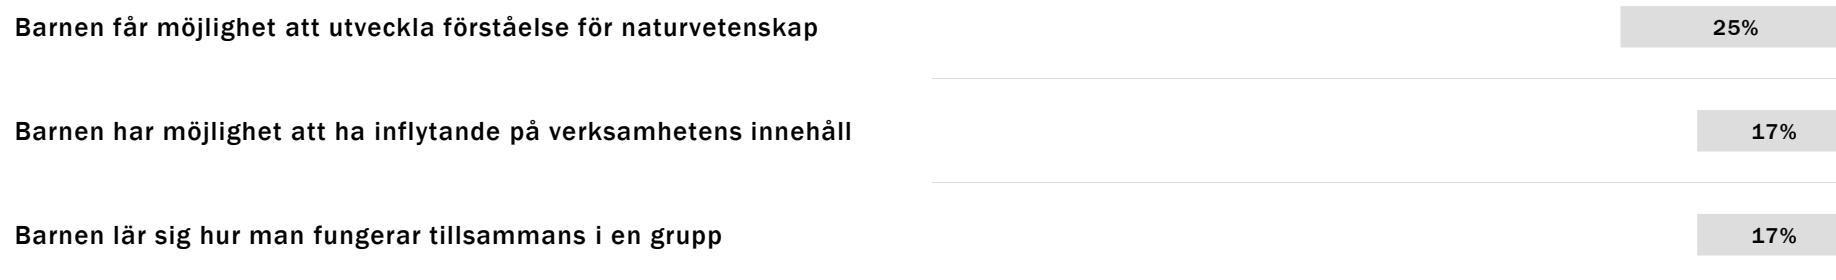 Barnen får möjlighet att utveckla förståelse för naturvetenskap 25%
Barnen har möjlighet att ha inflytande på verksamhetens innehåll 17%
Barnen lär sig hur man fungerar tillsammans i en grupp 17%